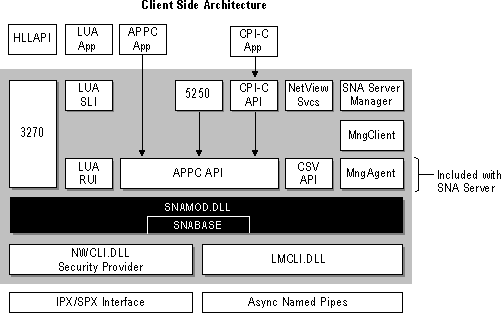 Client Side Architecture
HLLAPI
LUA
App
APPC
App
CPI-C
App
3270
LUA
SLI
5250
CPI-C
API
NetView
Svcs
SNA Server
Manager
MngClient
LUA
RUI
APPC API
CSV
API
MngAgent
Included with
SNA Server
SNAMOD.DLL
SNABASE
NWCLI.DLL
Security Provider
LMCLI.DLL
IPX/SPX Interface
Async Named Pipes